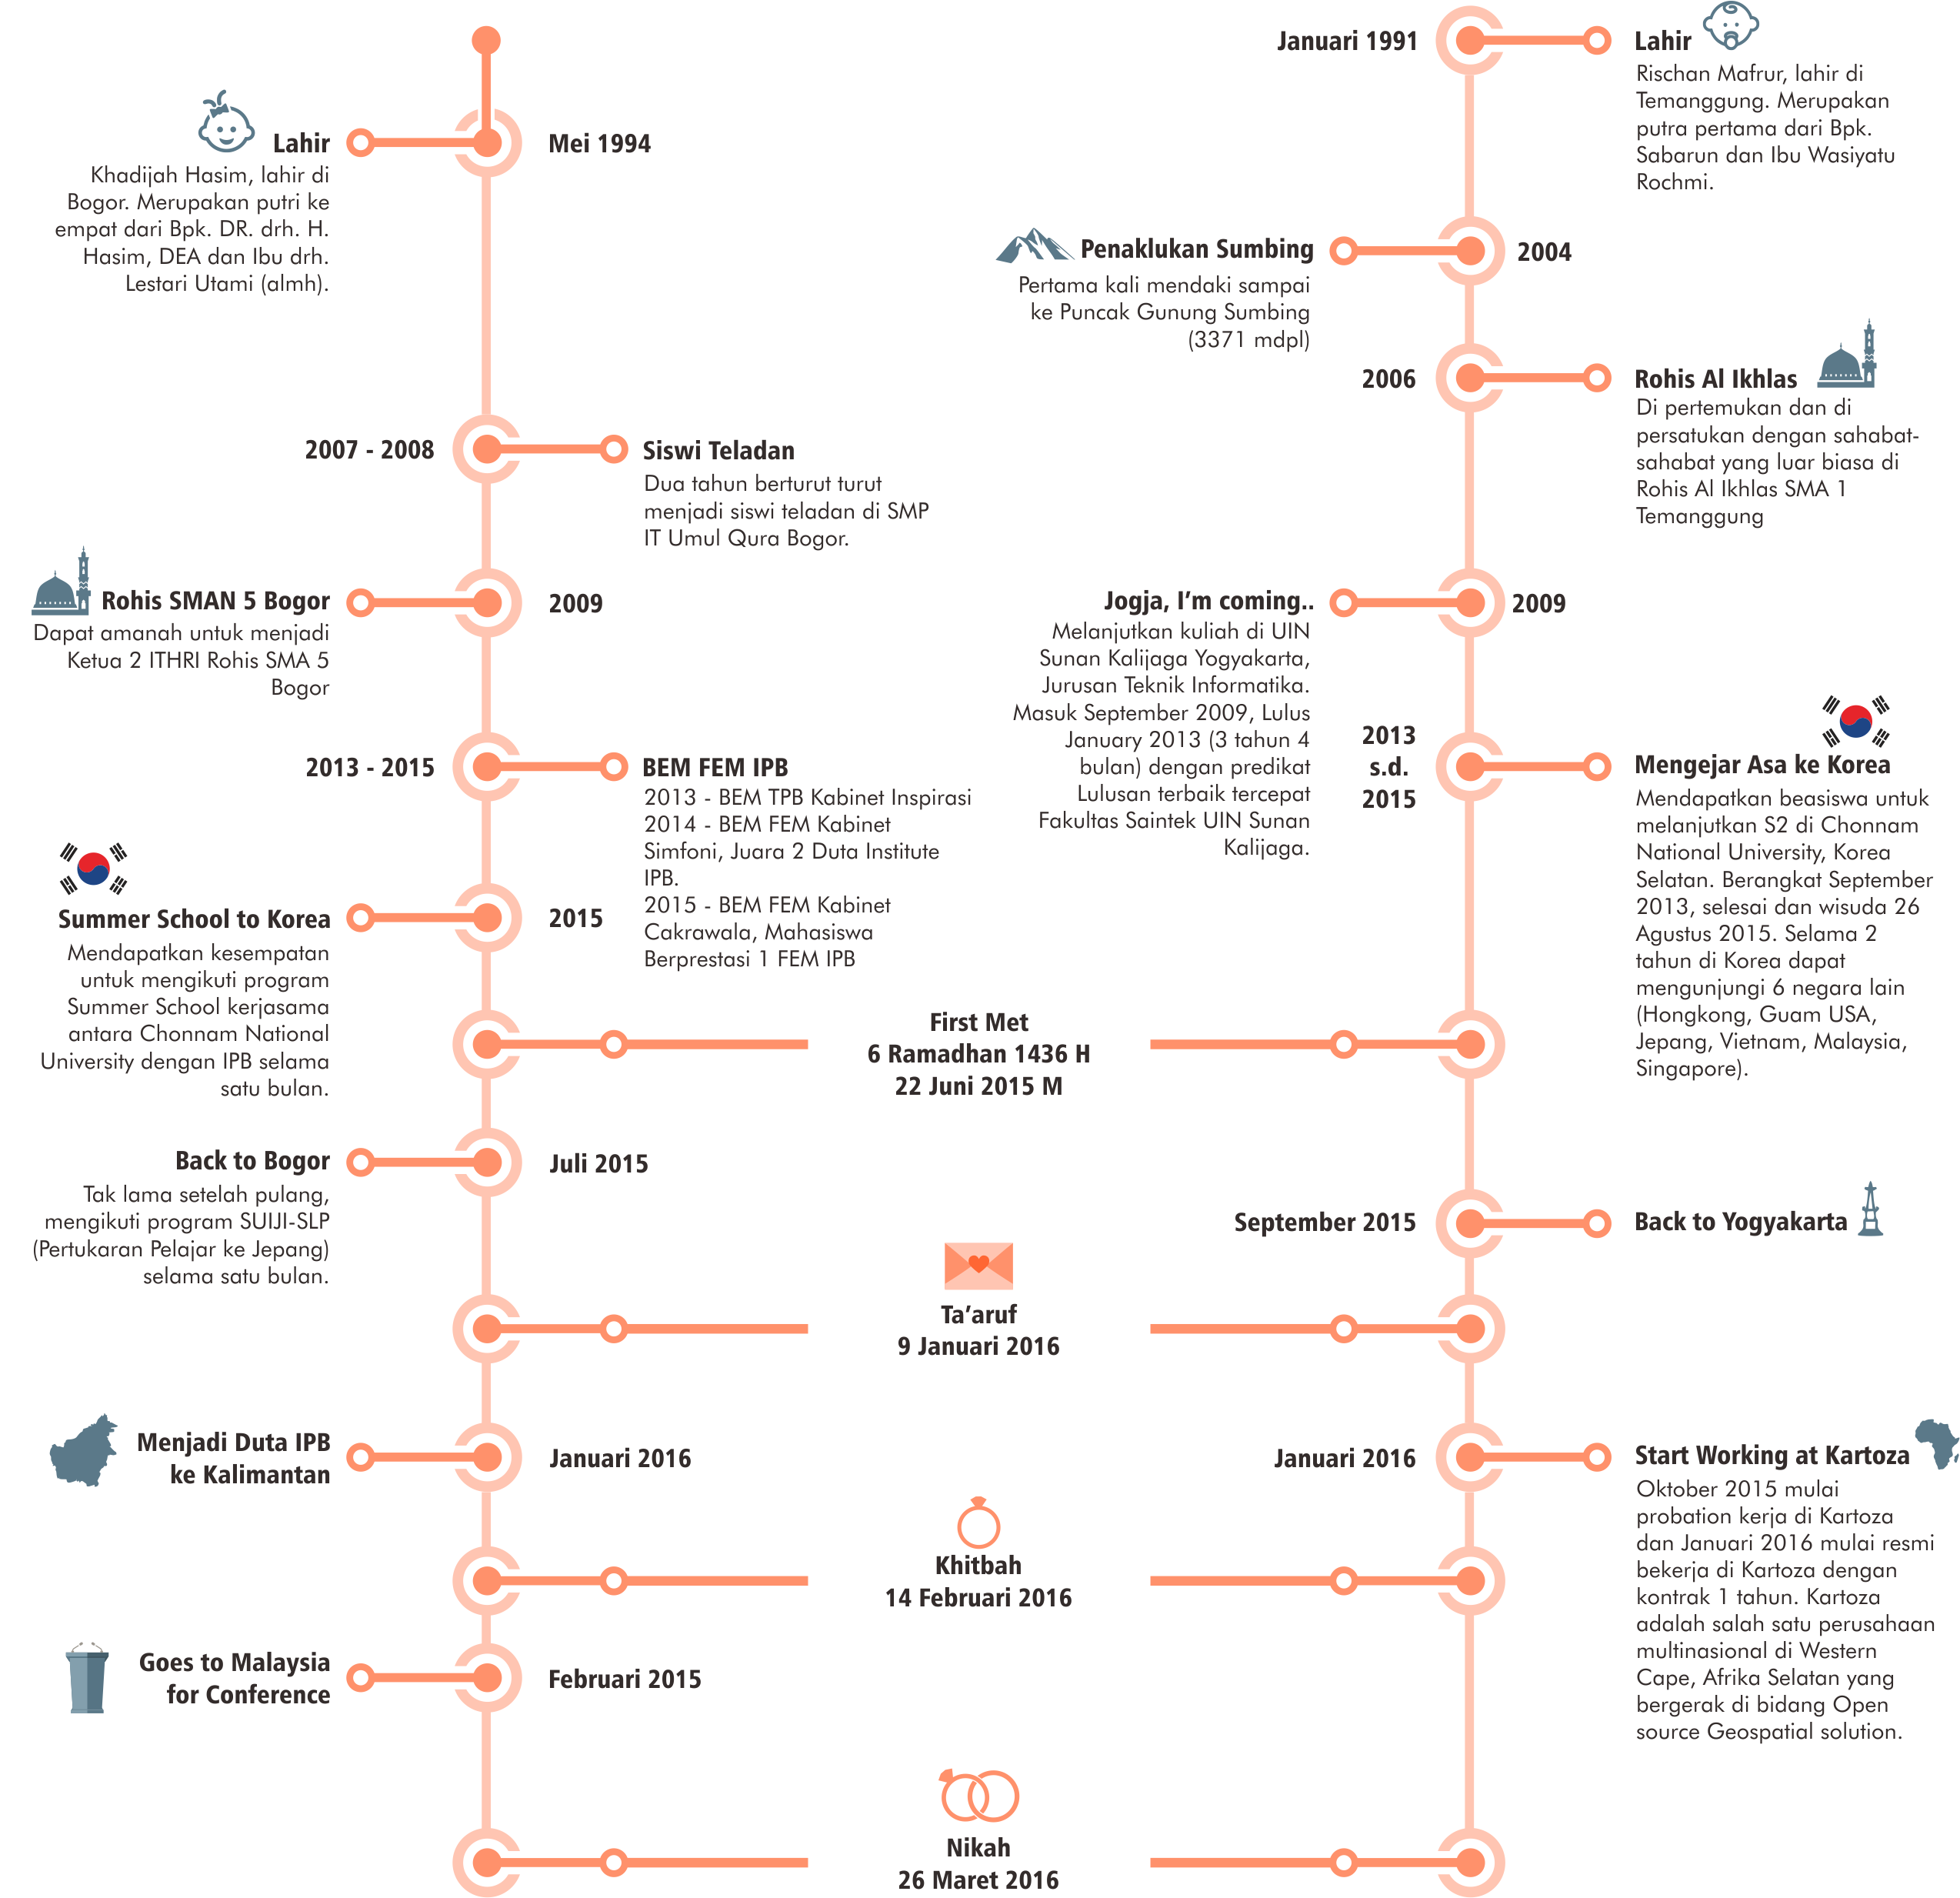 Januari 1991
Lahir
Rischan Mafrur, lahir di
Temanggung. Merupakan
putra pertama dari Bpk.
Sabarun dan Ibu Wasiyatu
Rochmi.
Lahir
Mei 1994
Khadijah Hasim, lahir di
Bogor. Merupakan putri ke
empat dari Bpk. DR. drh. H.
Hasim, DEA dan Ibu drh.
Lestari Utami (almh).
Penaklukan Sumbing
2004
Pertama kali mendaki sampai
ke Puncak Gunung Sumbing
(3371 mdpl)
2006
Rohis Al Ikhlas
Di pertemukan dan di
persatukan dengan sahabat-
sahabat yang luar biasa di
Rohis Al Ikhlas SMA 1
Temanggung
2007 - 2008
Siswi Teladan
Dua tahun berturut turut
menjadi siswi teladan di SMP
IT Umul Qura Bogor.
Rohis SMAN 5 Bogor
2009
Dapat amanah untuk menjadi
Ketua 2 ITHRI Rohis SMA 5
Bogor
Jogja, I'm coming..
2009
Melanjutkan kuliah di UIN
Sunan Kalijaga Yogyakarta,
Jurusan Teknik Informatika.
Masuk September 2009, Lulus
January 2013 (3 tahun 4
bulan) dengan predikat
Lulusan terbaik tercepat
Fakultas Saintek UIN Sunan
Kalijaga.
2013 - 2015
BEM FEM IPB
2013 - BEM TPB Kabinet Inspirasi
2014 - BEM FEM Kabinet
Simfoni, Juara 2 Duta Institute
IPB.
2015 - BEM FEM Kabinet
Cakrawala, Mahasiswa
Berprestasi 1 FEM IPB
2013
s.d.
2015
Mengejar Asa ke Korea
Mendapatkan beasiswa untuk
melanjutkan S2 di Chonnam
National University, Korea
Selatan. Berangkat September
2013, selesai dan wisuda 26
Agustus 2015. Selama 2
tahun di Korea dapat
mengunjungi 6 negara lain
(Hongkong, Guam USA,
Jepang, Vietnam, Malaysia,
Singapore).
Summer School to Korea
2015
Mendapatkan kesempatan
untuk mengikuti program
Summer School kerjasama
antara Chonnam National
University dengan IPB selama
satu bulan.
First Met
6 Ramadhan 1436 H
22 Juni 2015 M
Back to Bogor
Juli 2015
Tak lama setelah pulang,
mengikuti program SUIJI-SLP
(Pertukaran Pelajar ke Jepang)
selama satu bulan.
September 2015
Back to Yogyakarta
Ta'aruf
9 Januari 2016
Menjadi Duta IPB
ke Kalimantan
Januari 2016
Januari 2016
Start Working at Kartoza
Oktober 2015 mulai
probation kerja di Kartoza
dan Januari 2016 mulai resmi
bekerja di Kartoza dengan
kontrak 1 tahun. Kartoza
adalah salah satu perusahaan
multinasional di Western
Cape, Afrika Selatan yang
bergerak di bidang Open
source Geospatial solution.
Khitbah
14 Februari 2016
Goes to Malaysia
for Conference
Februari 2015
Nikah
26 Maret 2016